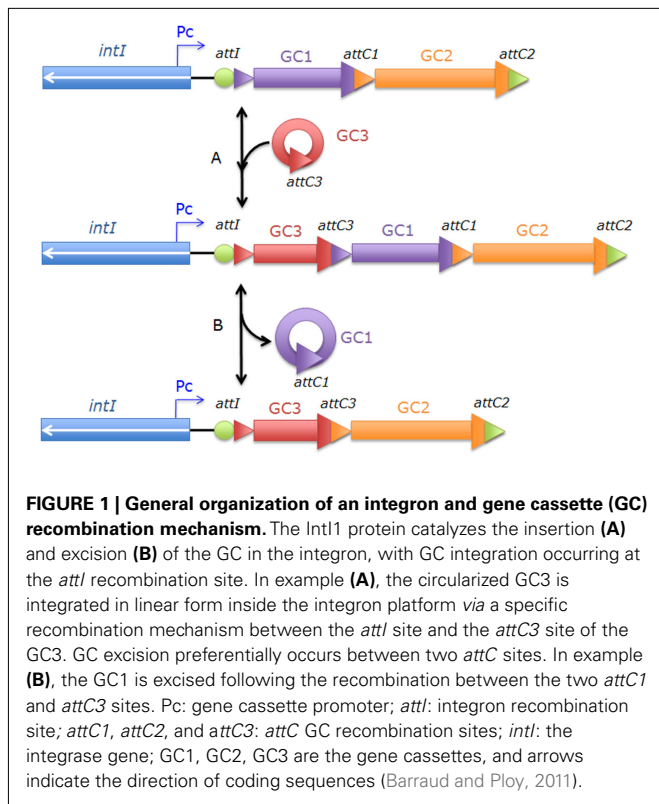 Pc
intI
attI
GC1
attC1
GC2
attC2
A
GC3
attC3
Pc
intI
attI
GC3
attC3
GC1
attC1
GC2
attC2
B
GC1
attC1
Pc
intI
attI
GC3
attC3
GC2
attC2
FIGURE 1 | General organization of an integron and gene cassette (GC)
recombination mechanism. The IntI1 protein catalyzes the insertion (A)
and excision (B) of the GC in the integron, with GC integration occurring at
the attI recombination site. In example (A), the circularized GC3 is
integrated in linear form inside the integron platform via a specific
recombination mechanism between the attI site and the attC3 site of the
GC3. GC excision preferentially occurs between two attC sites. In example
(B), the GC1 is excised following the recombination between the two attC1
and attC3 sites. Pc: gene cassette promoter; attI: integron recombination
site; attC1, attC2, and attC3: attC GC recombination sites; intI: the
integrase gene; GC1, GC2, GC3 are the gene cassettes, and arrows
indicate the direction of coding sequences (Barraud and Ploy, 2011).